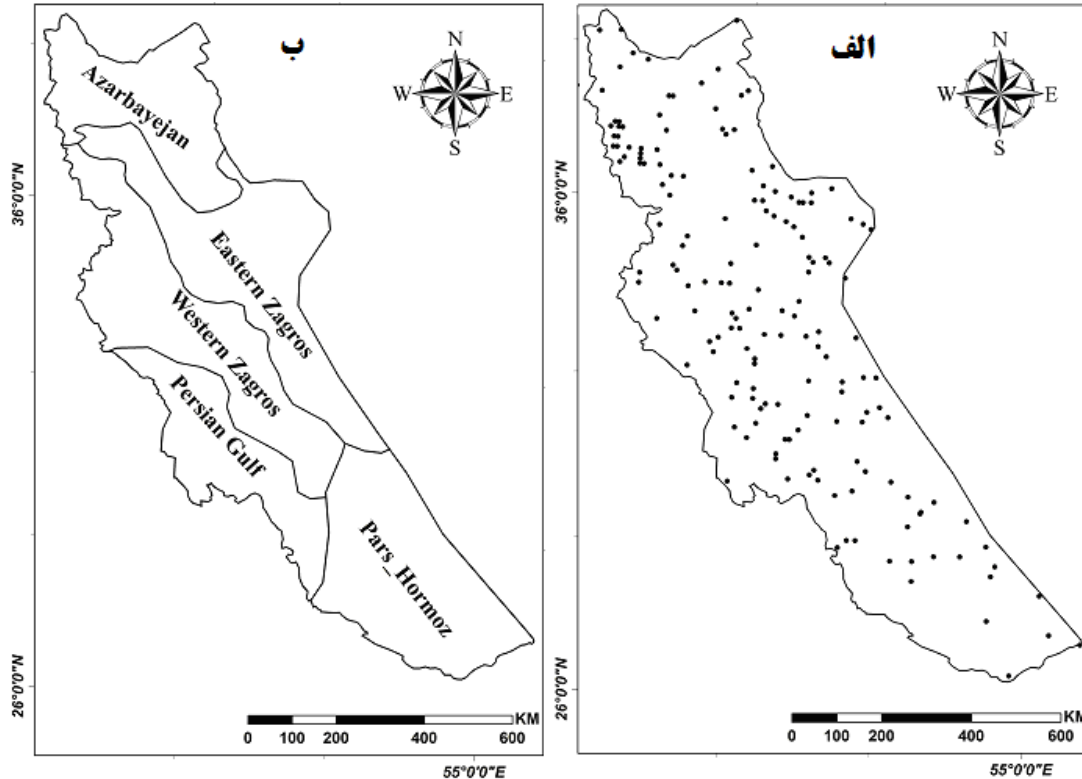 ب
N
W E
S
Azarbayejan
Eastern Zagros
Western Zagros
Persian Gulf
Pars_Hormoz
36°0'0"N
26°0'0"N
KM
0 100 200 400 600
55°0'0"E
الف
N
W E
S
36°0'0"N
26°0'0"N
KM
0 100 200 400 600
55°0'0"E